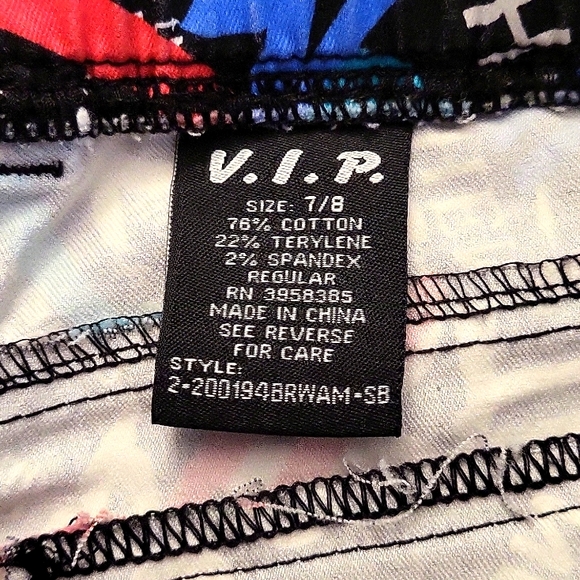 V.I.P.
SIZE: 7/8
76% COTTON
22% TERYLENE
2% SPANDEX
REGULAR
RN 3958385
MADE IN CHINA
SEE REVERSE
FOR CARE
STYLE:
2-200194BRWAM-SB